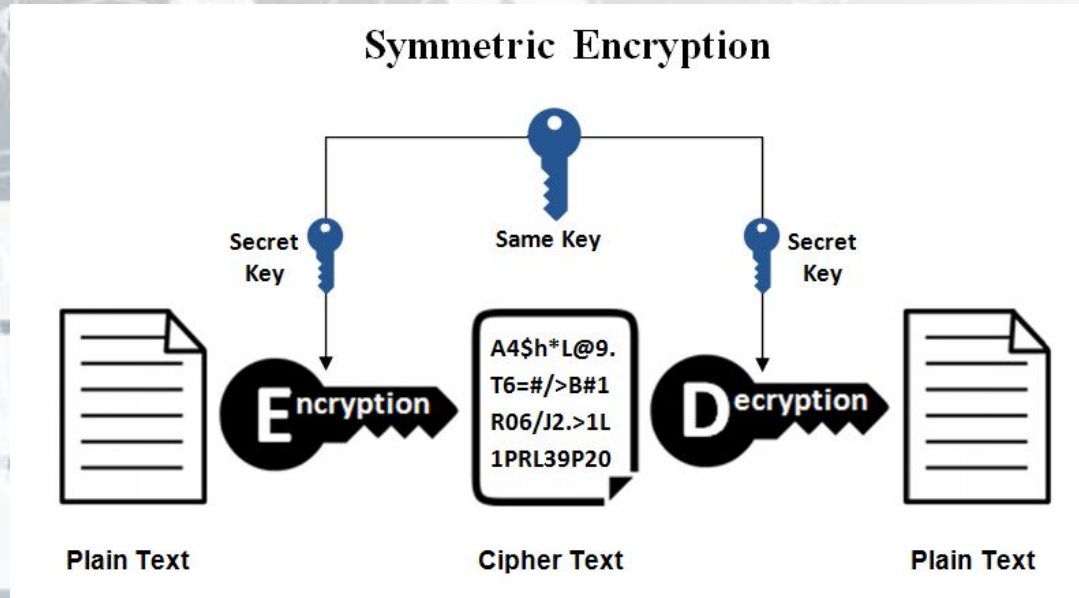 Symmetric Encryption
Same Key
Secret
Key
Secret
Key
Encryption
A4$h*L@9.
T6=#/>B#1
R06/J2.>1L
1PRL39P20
Decryption
Plain Text
Cipher Text
Plain Text